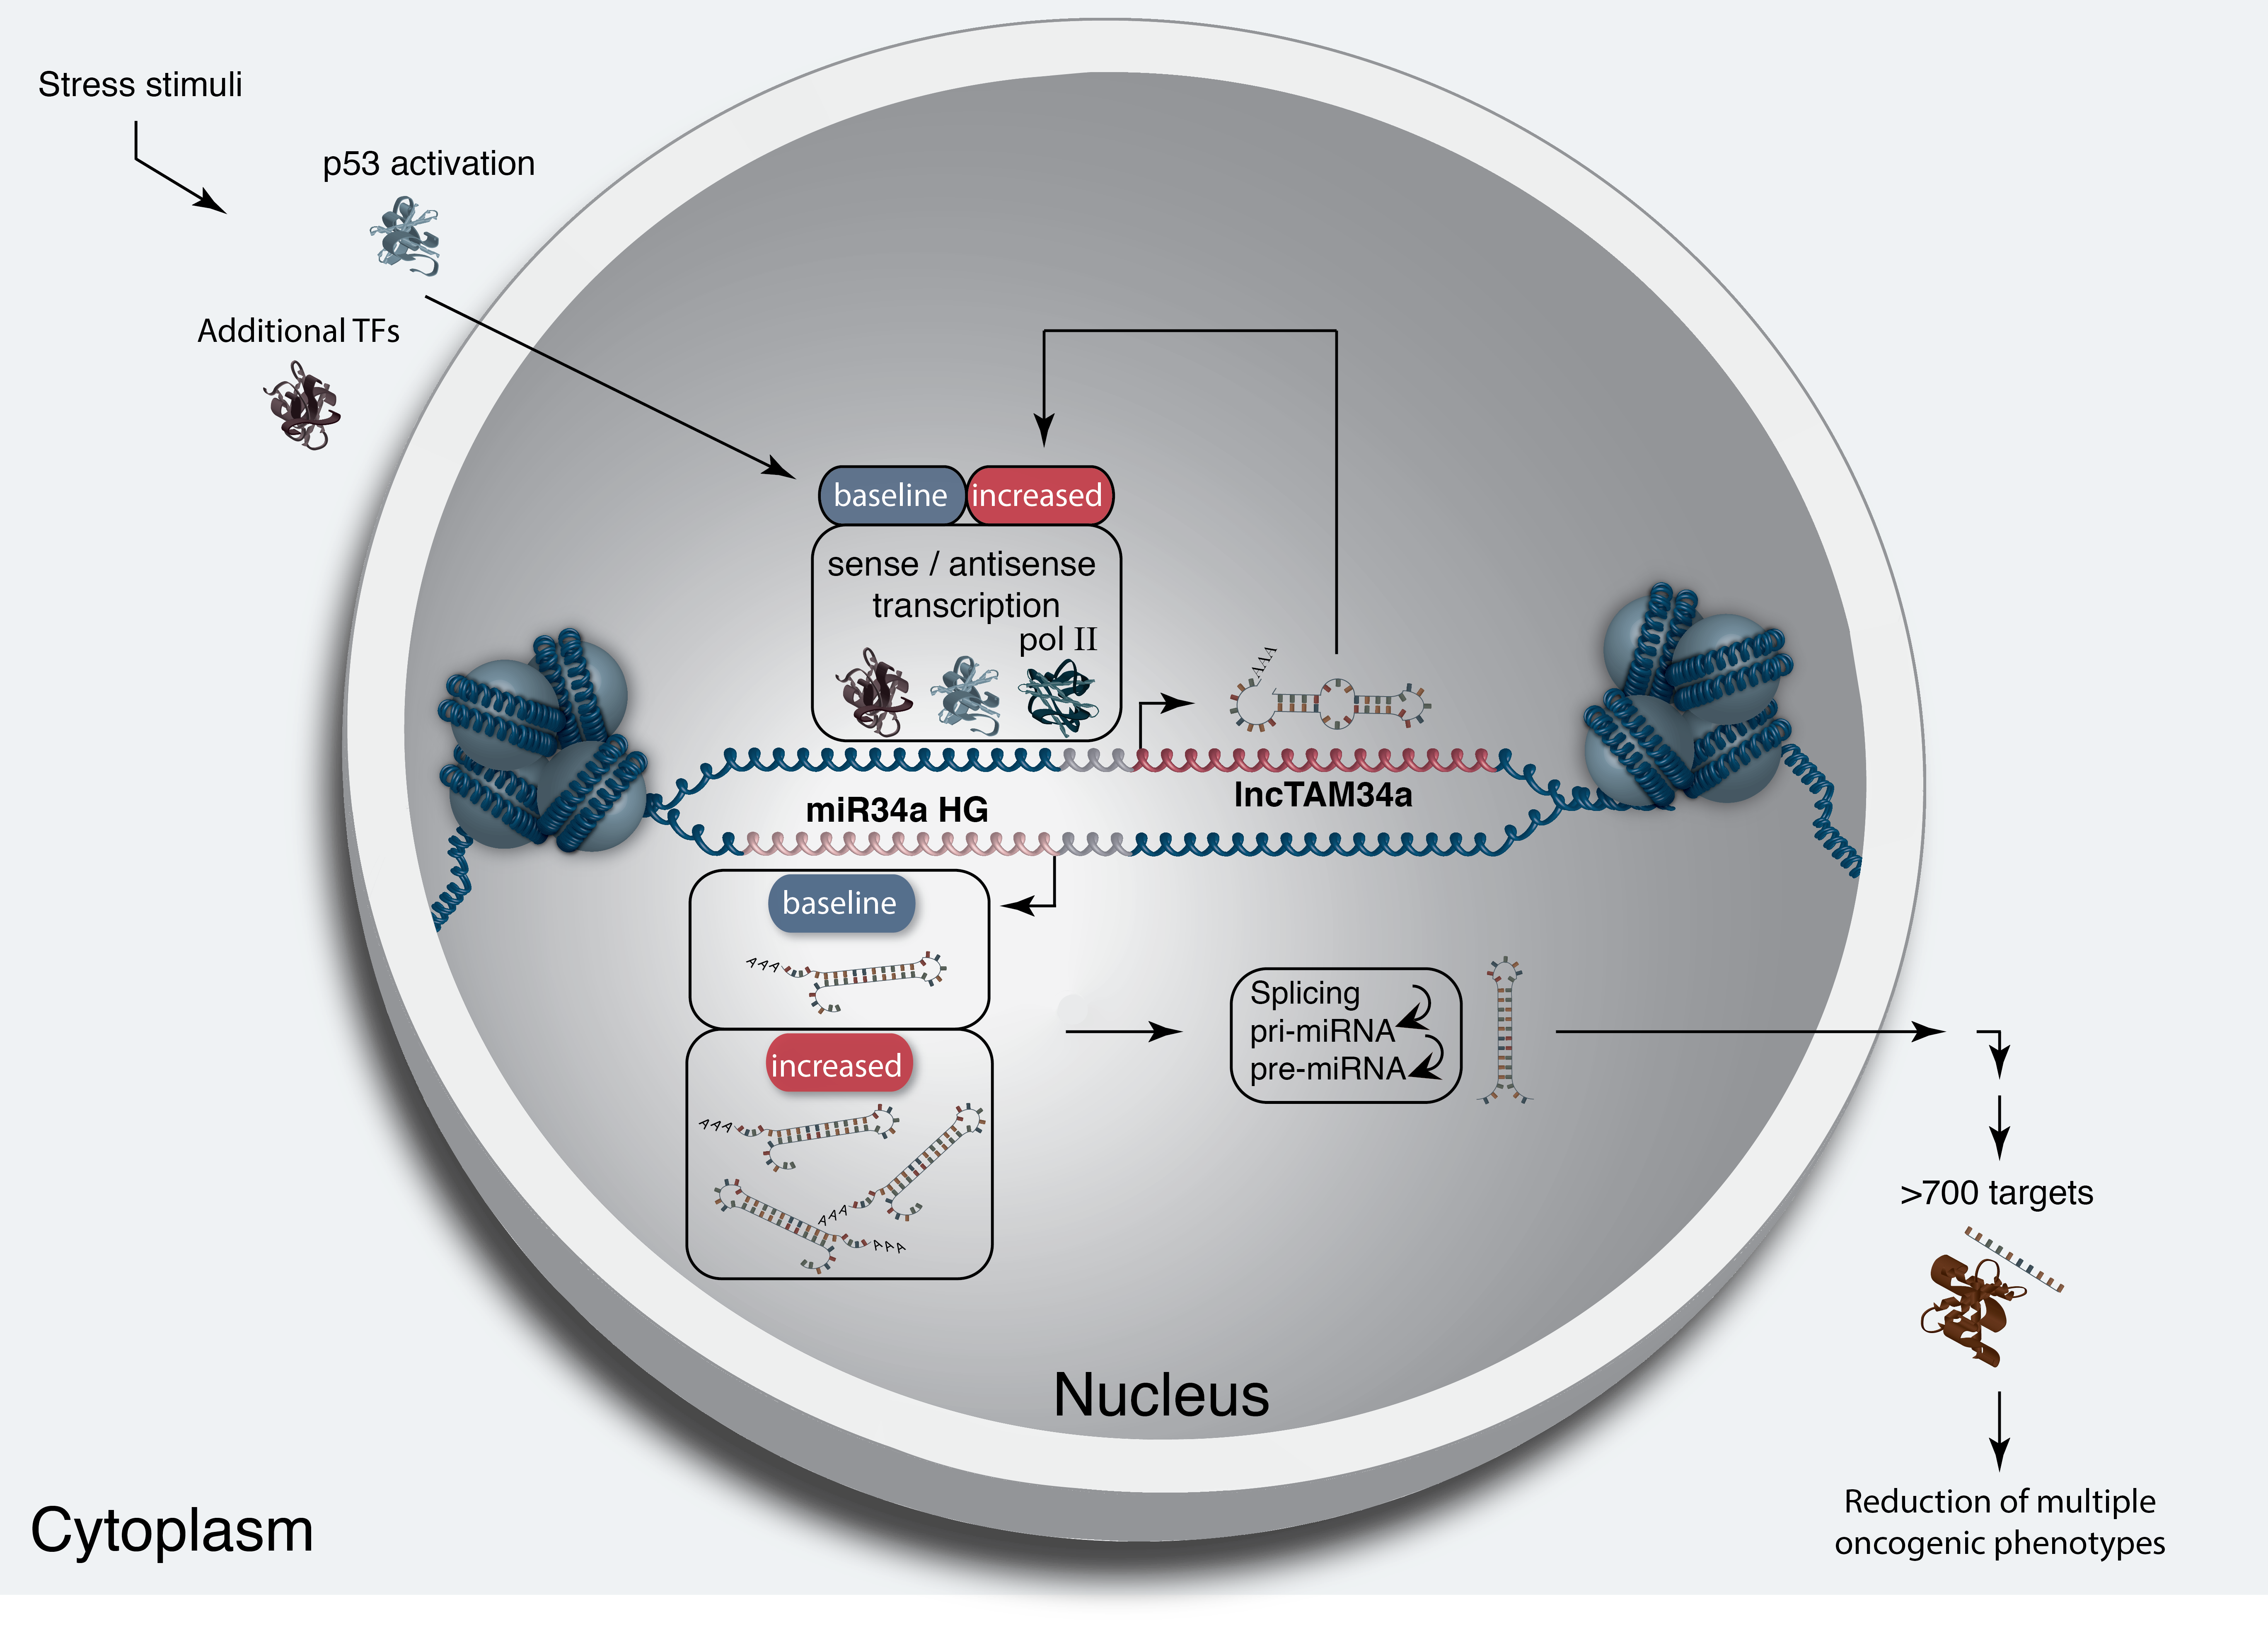 Stress stimuli
p53 activation
Additional TFs
baseline
increased
sense / antisense
transcription
pol II
AAA
miR34a HG
lncTAM34a
baseline
AAA
increased
AAA
AAA
AAA
Splicing
pri-miRNA
pre-miRNA
>700 targets
Reduction of multiple
oncogenic phenotypes
Nucleus
Cytoplasm